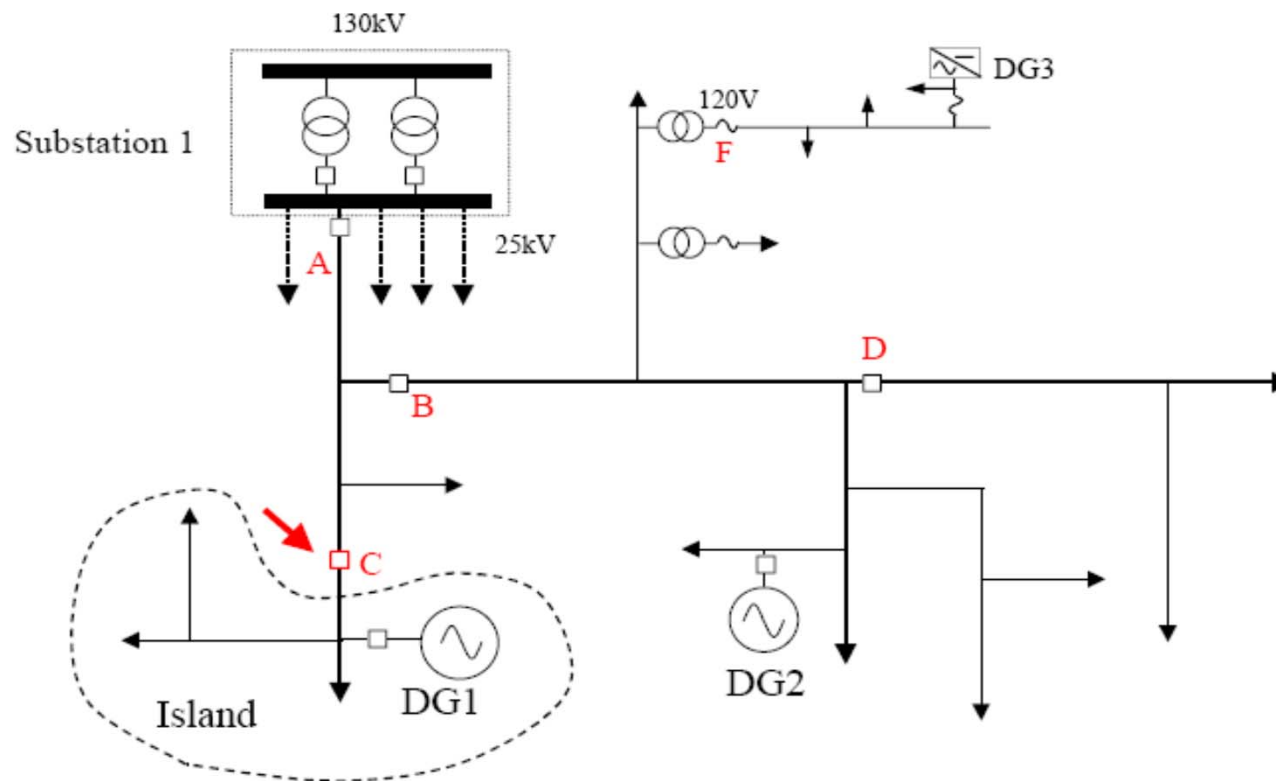 130kV
Substation 1
120V
DG3
F
25kV
A
D
B
C
DG2
DG1
Island